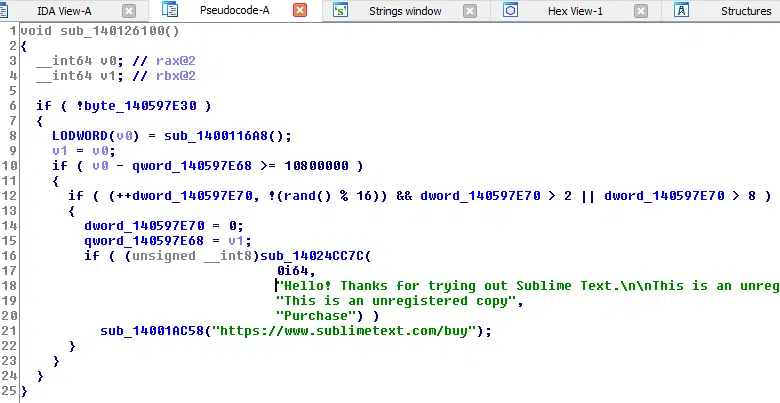 IDA View-A
Pseudocode-A
Strings window
Hex View-1
Structures
1 void sub_140126100()
2 {
3   __int64 v0; // rax@2
4   __int64 v1; // rbx@2
5
6   if ( !byte_140597E30 )
7   {
8     LODWORD(v0) = sub_1400116A8();
9     v1 = v0;
10     if ( v0 - qword_140597E68 >= 10800000 )
11     {
12       if ( (++dword_140597E70, !(rand() % 16)) && dword_140597E70 > 2 || dword_140597E70 > 8 )
13       {
14         dword_140597E70 = 0;
15         qword_140597E68 = v1;
16         if ( (unsigned __int8)sub_14024CC7C(
17                                 0i64,
18                                 "Hello! Thanks for trying out Sublime Text.\n\nThis is an unreg
19                                 "This is an unregistered copy",
20                                 "Purchase") )
21           sub_14001AC58("https://www.sublimetext.com/buy");
22       }
23     }
24   }
25 }